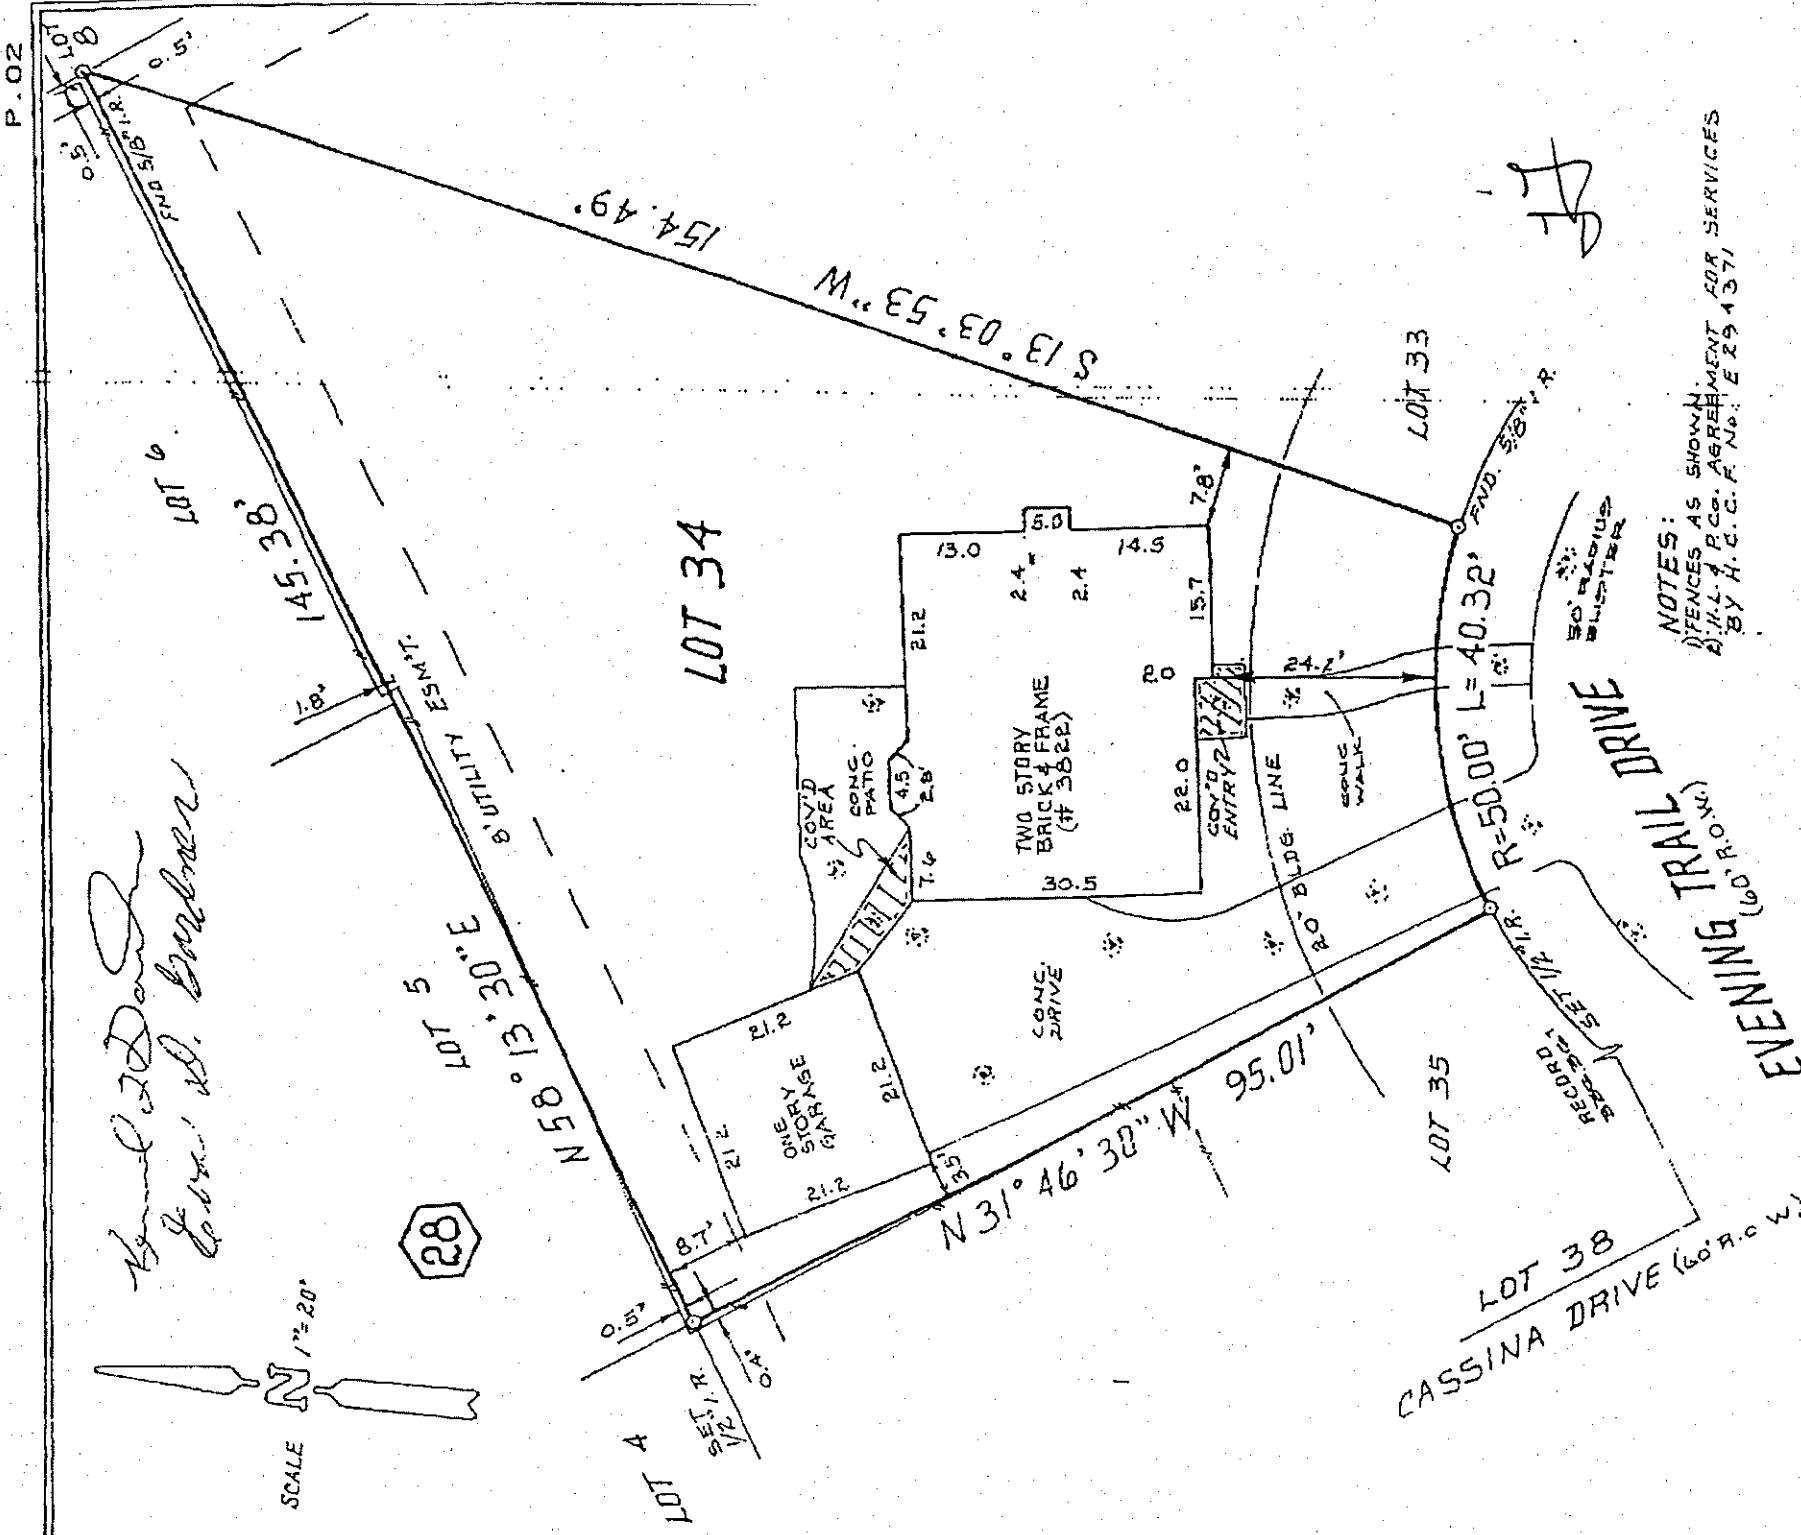 P.02
LOT
8
0.5'
0.5'
FND 5/8" I.R.
LOT 6
145.38'
1.8'
8' UTILITY ESM'T.
LOT 5
N 58° 13' 30" E
28
SCALE 1"=20'
N
LOT 4
SET I.R.
1/2
0.5'
0.4'
8.7'
154.49'
S 13° 03' 53" W
LOT 34
LOT 33
13.0
5.0
14.5
7.8'
2.4
2.4
21.2
15.7
2.0
24.2'
COV'D
AREA
CONC.
PATIO
4.5
2.8'
7.6
TWO STORY
BRICK & FRAME
(# 3822)
22.0
30.5
COV'D
ENTRY
20' BLDG. LINE
CONC
WALK
21.2
21.2
21.2
21.2
ONE
STORY
GARAGE
3.5'
CONC.
DRIVE
N 31° 46' 30" W
95.01'
LOT 35
R=50.00' L=40.32'
FND. 5/8" I.R.
50' RADIUS
SET 1/2" I.R.
RECORD
EVENING TRAIL DRIVE
(60' R.O.W.)
LOT 38
CASSINA DRIVE (60' R.O.W.)
NOTES:
1) FENCES AS SHOWN.
2) H.L. & P. Co. AGREEMENT FOR SERVICES
BY H.C.C.F. No. E294371